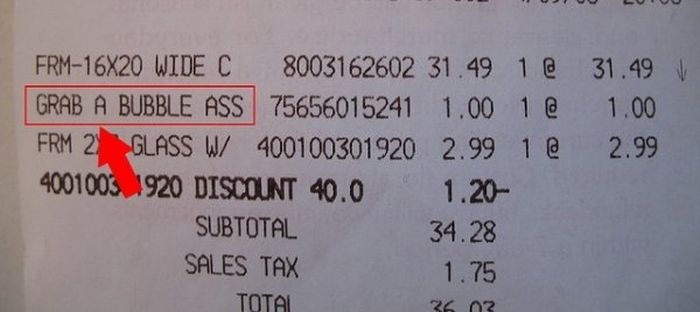 FRM-16X20 WIDE C 8003162602 31.49 1 @ 31.49
GRAB A BUBBLE ASS 75656015241 1.00 1 @ 1.00
FRM GLASS W/ 400100301920 2.99 1 @ 2.99
DISCOUNT 40.0 1.20-
SUBTOTAL 34.28
SALES TAX 1.75
TOTAL 36.03